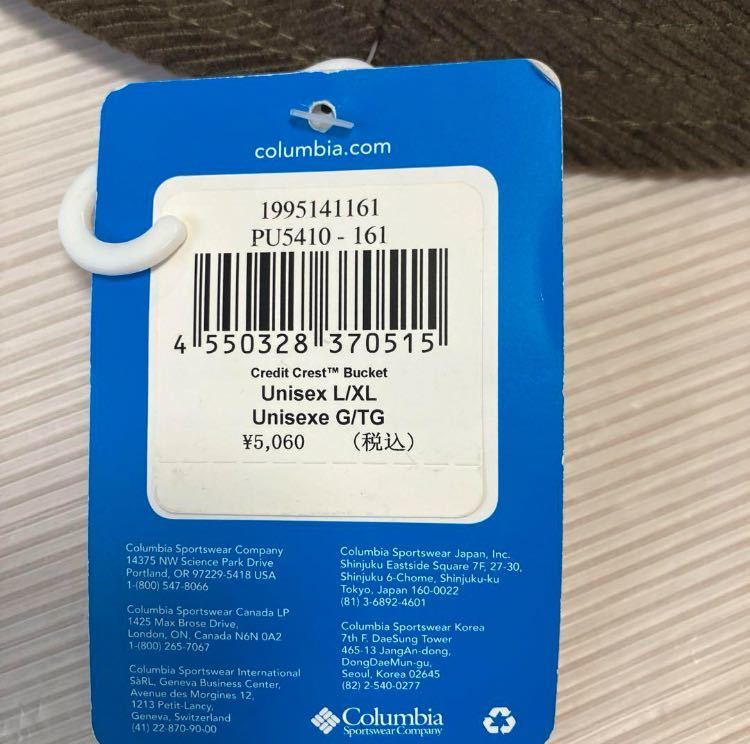 columbia.com
1995141161
PU5410 - 161
4 550328 370515
Credit Crest™ Bucket
Unisex L/XL
Unisexe G/TG
¥5,060 （税込）
Columbia Sportswear Company
14375 NW Science Park Drive
Portland, OR 97229-5418 USA
1-(800) 547-8066
Columbia Sportswear Canada LP
1425 Max Brose Drive,
London, ON, Canada N6N 0A2
1-(800) 265-7067
Columbia Sportswear International
SàRL, Geneva Business Center,
Avenue des Morgines 12,
1213 Petit-Lancy,
Geneva, Switzerland
(41) 22-870-90-00
Columbia Sportswear Japan, Inc.
Shinjuku Eastside Square 7F, 27-30,
Shinjuku 6-Chome, Shinjuku-ku
Tokyo, Japan 160-0022
(81) 3-6892-4601
Columbia Sportswear Korea
7th F. DaeSung Tower
465-13 JangAn-dong,
DongDaeMun-gu,
Seoul, Korea 02645
(82) 2-540-0277
Columbia
Sportswear Company